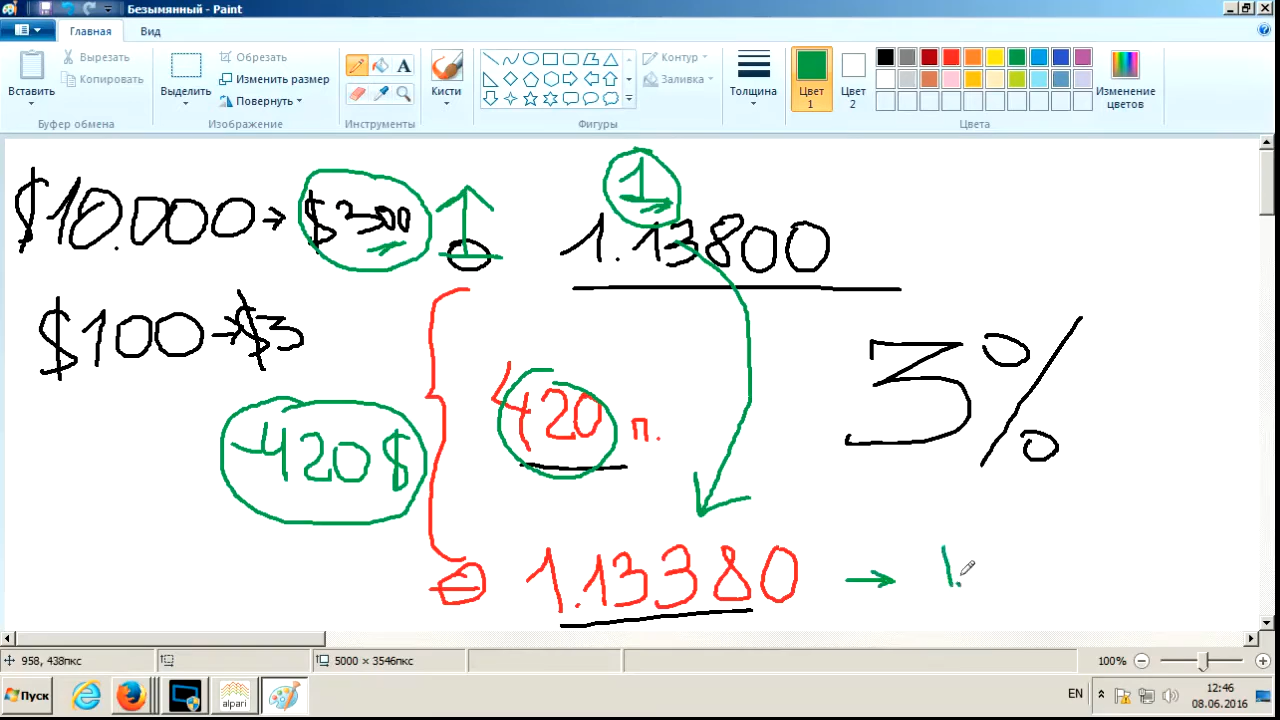 Безымянный - Paint
Главная
Вид
Вставить
Вырезать
Копировать
Буфер обмена
Выделить
Обрезать
Изменить размер
Повернуть
Изображение
A
Инструменты
Кисти
Контур
Заливка
Фигуры
Толщина
Цвет
1
Цвет
2
Изменение
цветов
Цвета
$10.000 → $300
1
1.13800
$100 → $3
3%
420 п.
-420$
1.13380 → 1.
958, 438пкс
5000 × 3546пкс
100%
Пуск
alpari
EN
12:46
08.06.2016